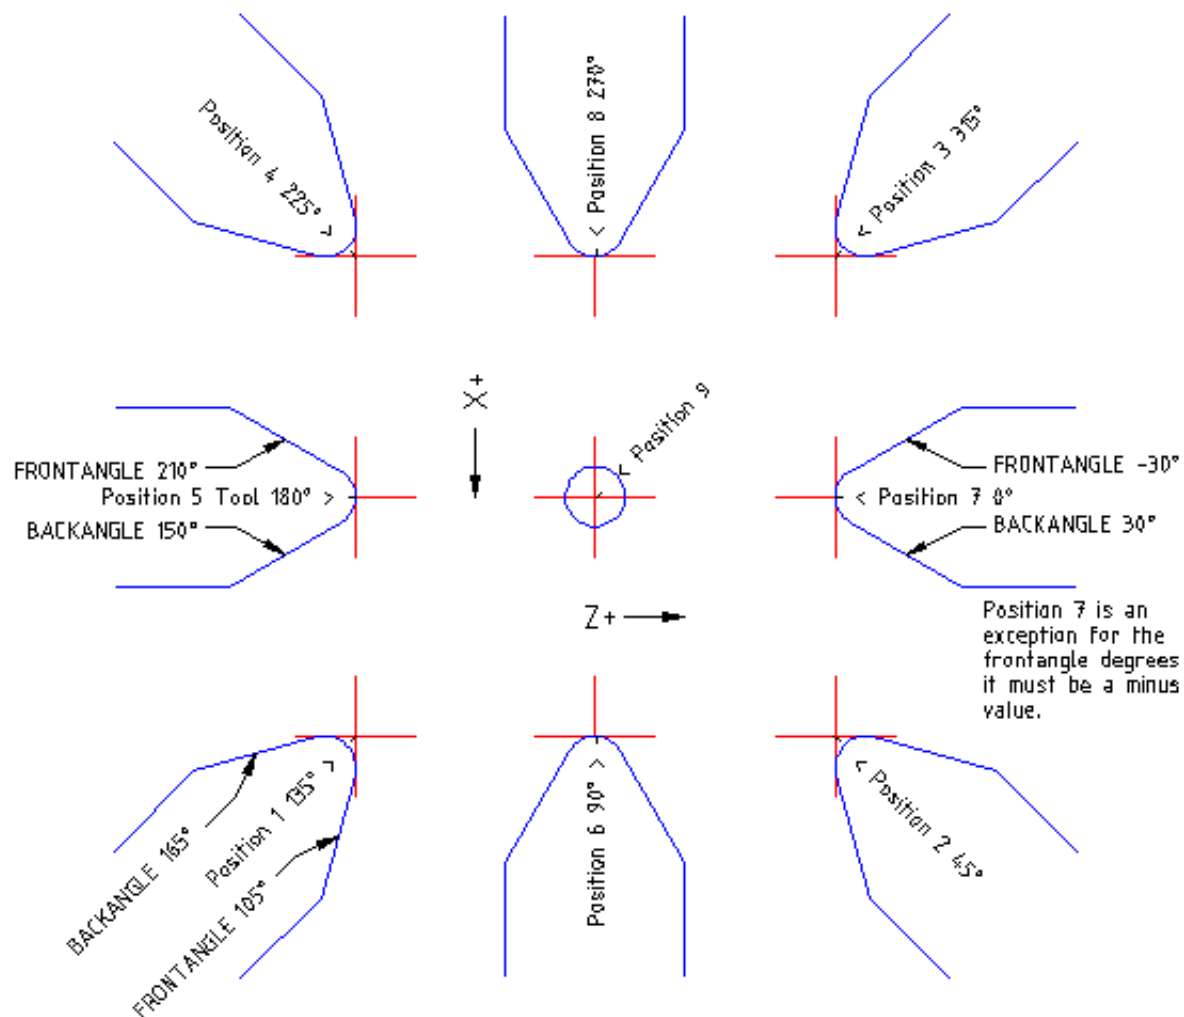 Position 4 225°
Position 8 270°
Position 3 315°
X+
Position 9
FRONTANGLE 210°
Position 5 Tool 180°
BACKANGLE 150°
FRONTANGLE -30°
Position 7 0°
BACKANGLE 30°
Z+
Position 7 is an
exception for the
frontangle degrees
it must be a minus
value.
BACKANGLE 165°
Position 1 135°
FRONTANGLE 105°
Position 6 90°
Position 2 45°